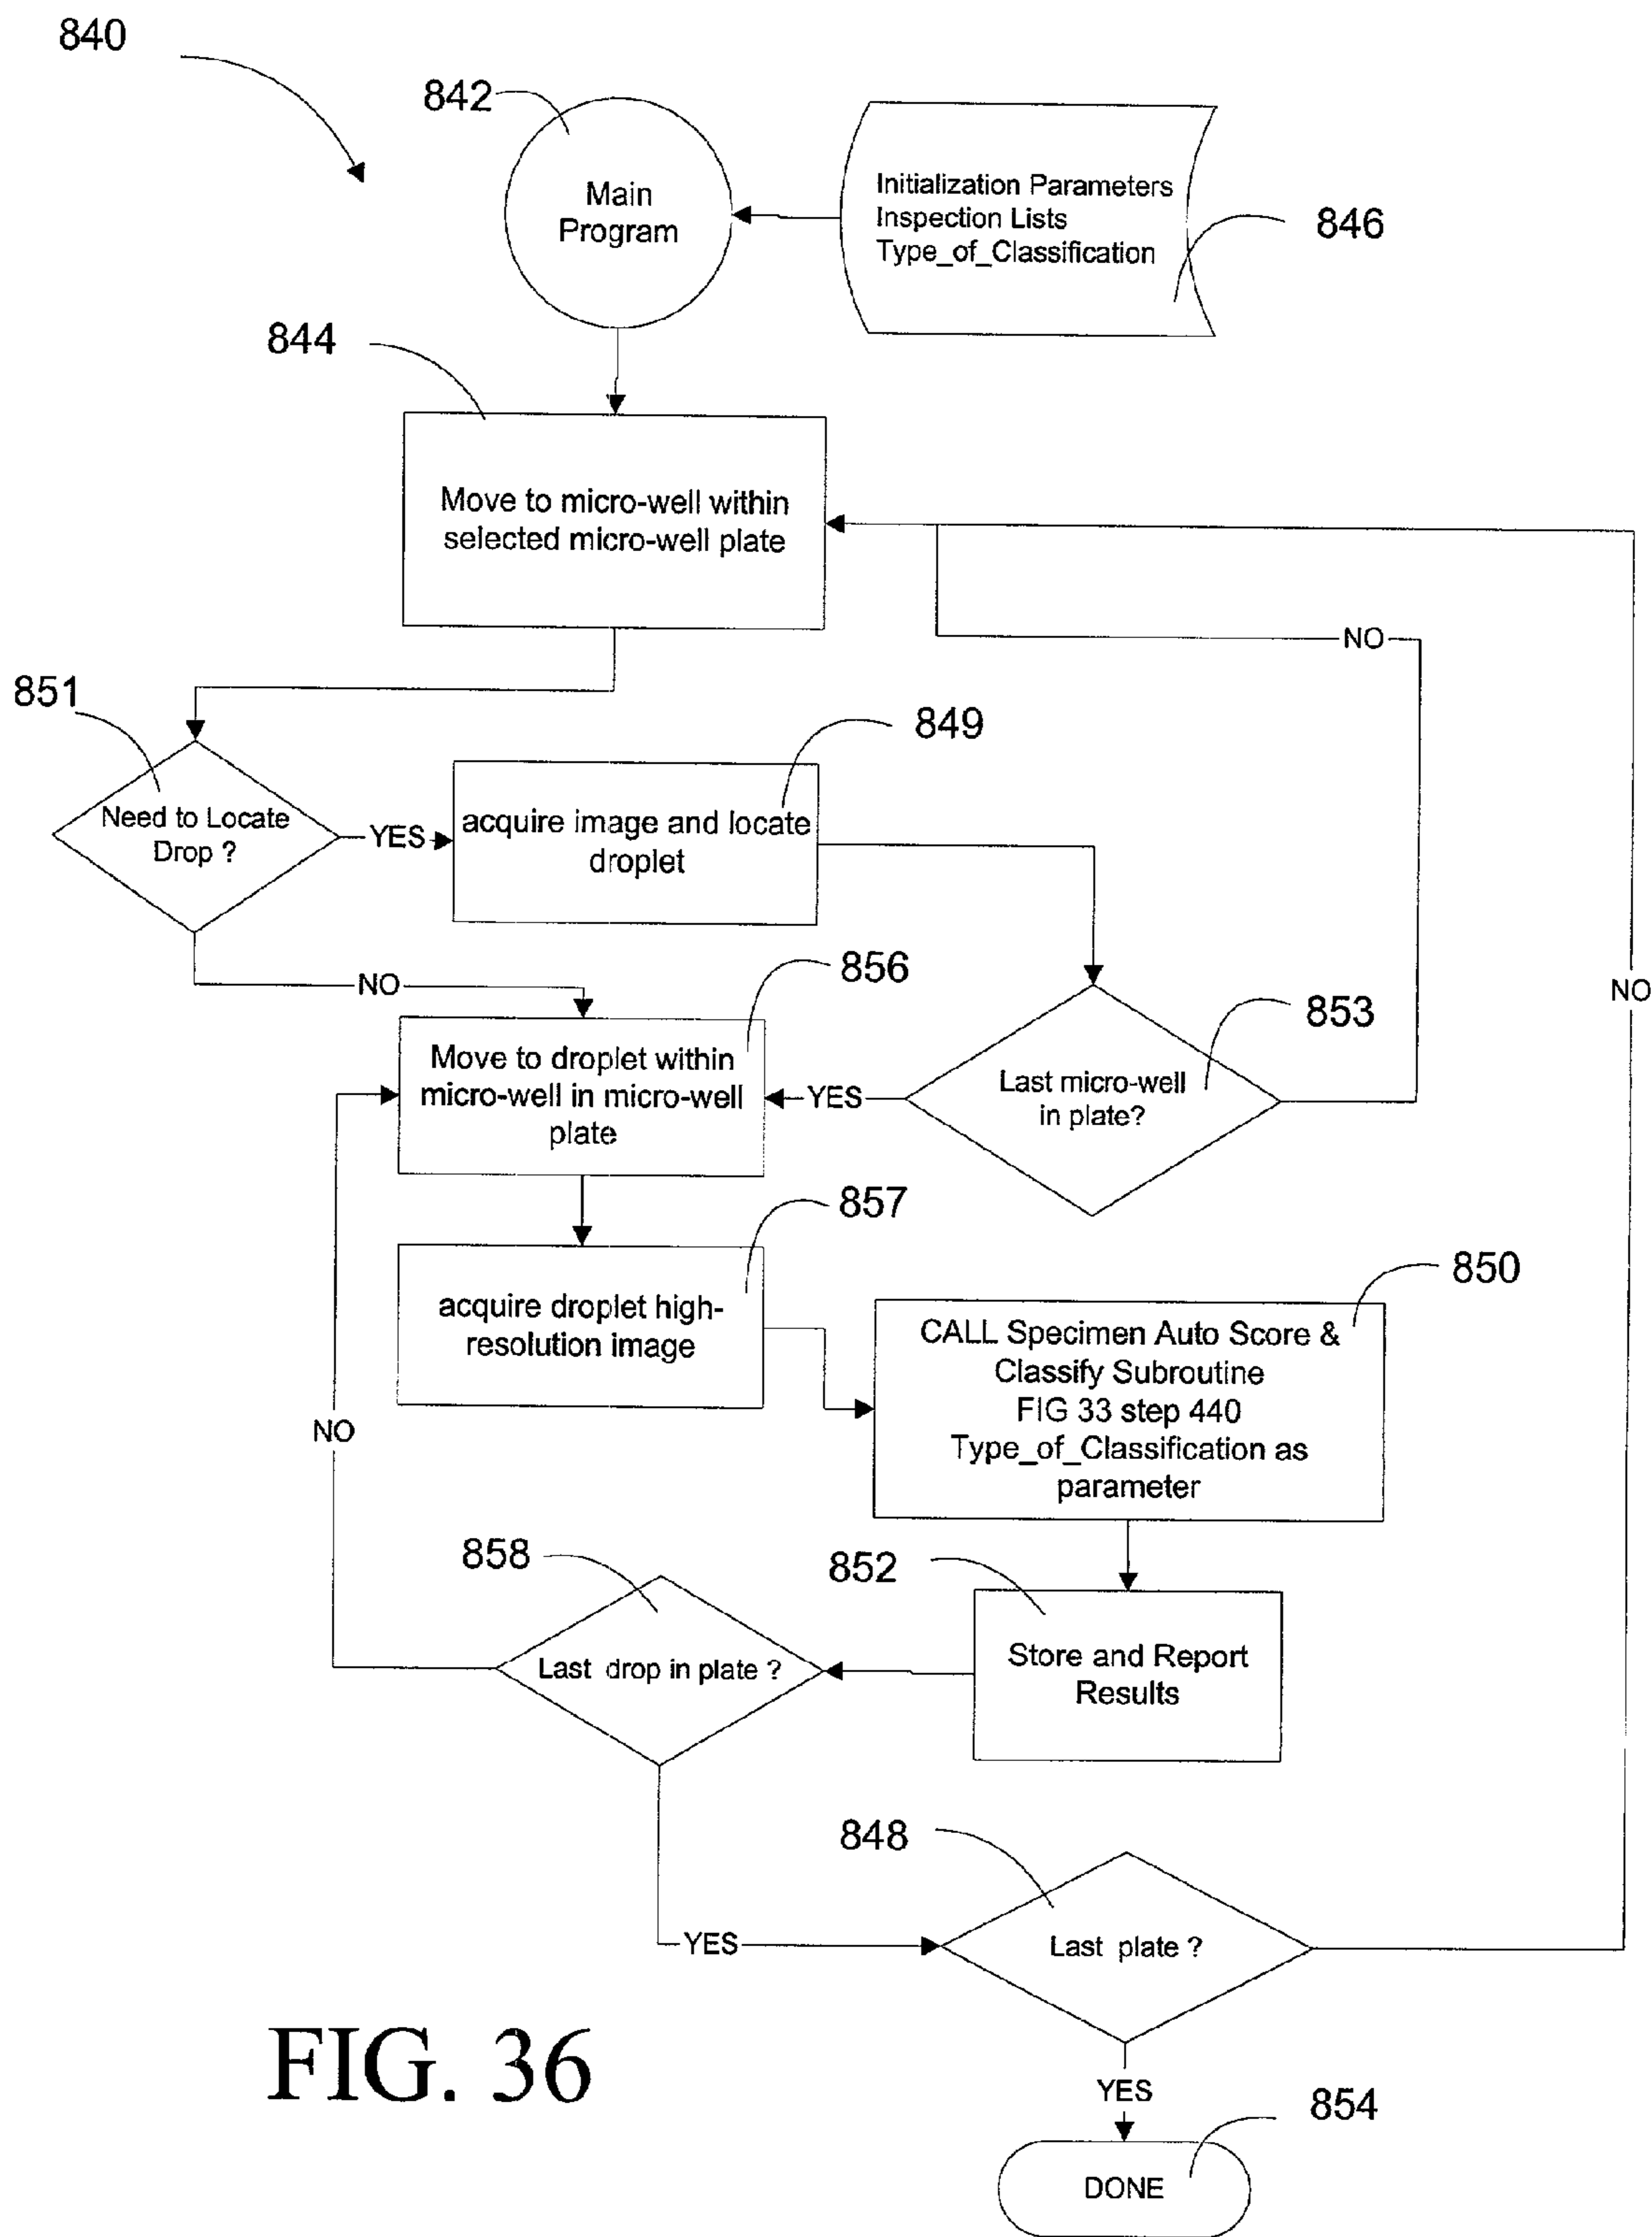 840
842
Main
Program
Initialization Parameters
Inspection Lists
Type_of_Classification
846
844
Move to micro-well within
selected micro-well plate
NO
851
849
Need to Locate
Drop ?
YES
acquire image and locate
droplet
NO
856
853
NO
Move to droplet within
micro-well in micro-well
plate
YES
Last micro-well
in plate?
857
850
acquire droplet high-
resolution image
CALL Specimen Auto Score &
Classify Subroutine
FIG 33 step 440
Type_of_Classification as
parameter
NO
858
852
Last drop in plate ?
Store and Report
Results
848
YES
Last plate ?
FIG. 36
YES
854
DONE